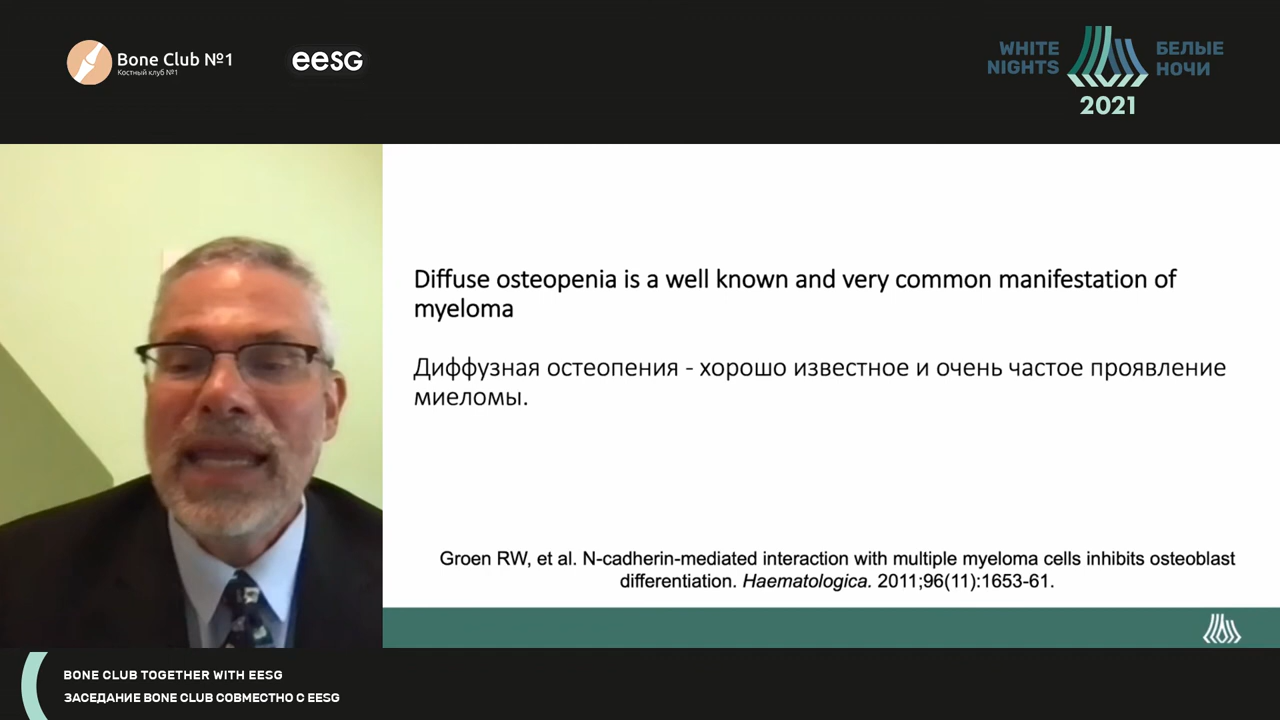 Bone Club №1
Костный клуб №1
eesg
WHITE
NIGHTS
БЕЛЫЕ
НОЧИ
2021
Diffuse osteopenia is a well known and very common manifestation of
myeloma
Диффузная остеопения - хорошо известное и очень частое проявление
миеломы.
Groen RW, et al. N-cadherin-mediated interaction with multiple myeloma cells inhibits osteoblast
differentiation. Haematologica. 2011;96(11):1653-61.
BONE CLUB TOGETHER WITH EESG
ЗАСЕДАНИЕ BONE CLUB СОВМЕСТНО С EESG